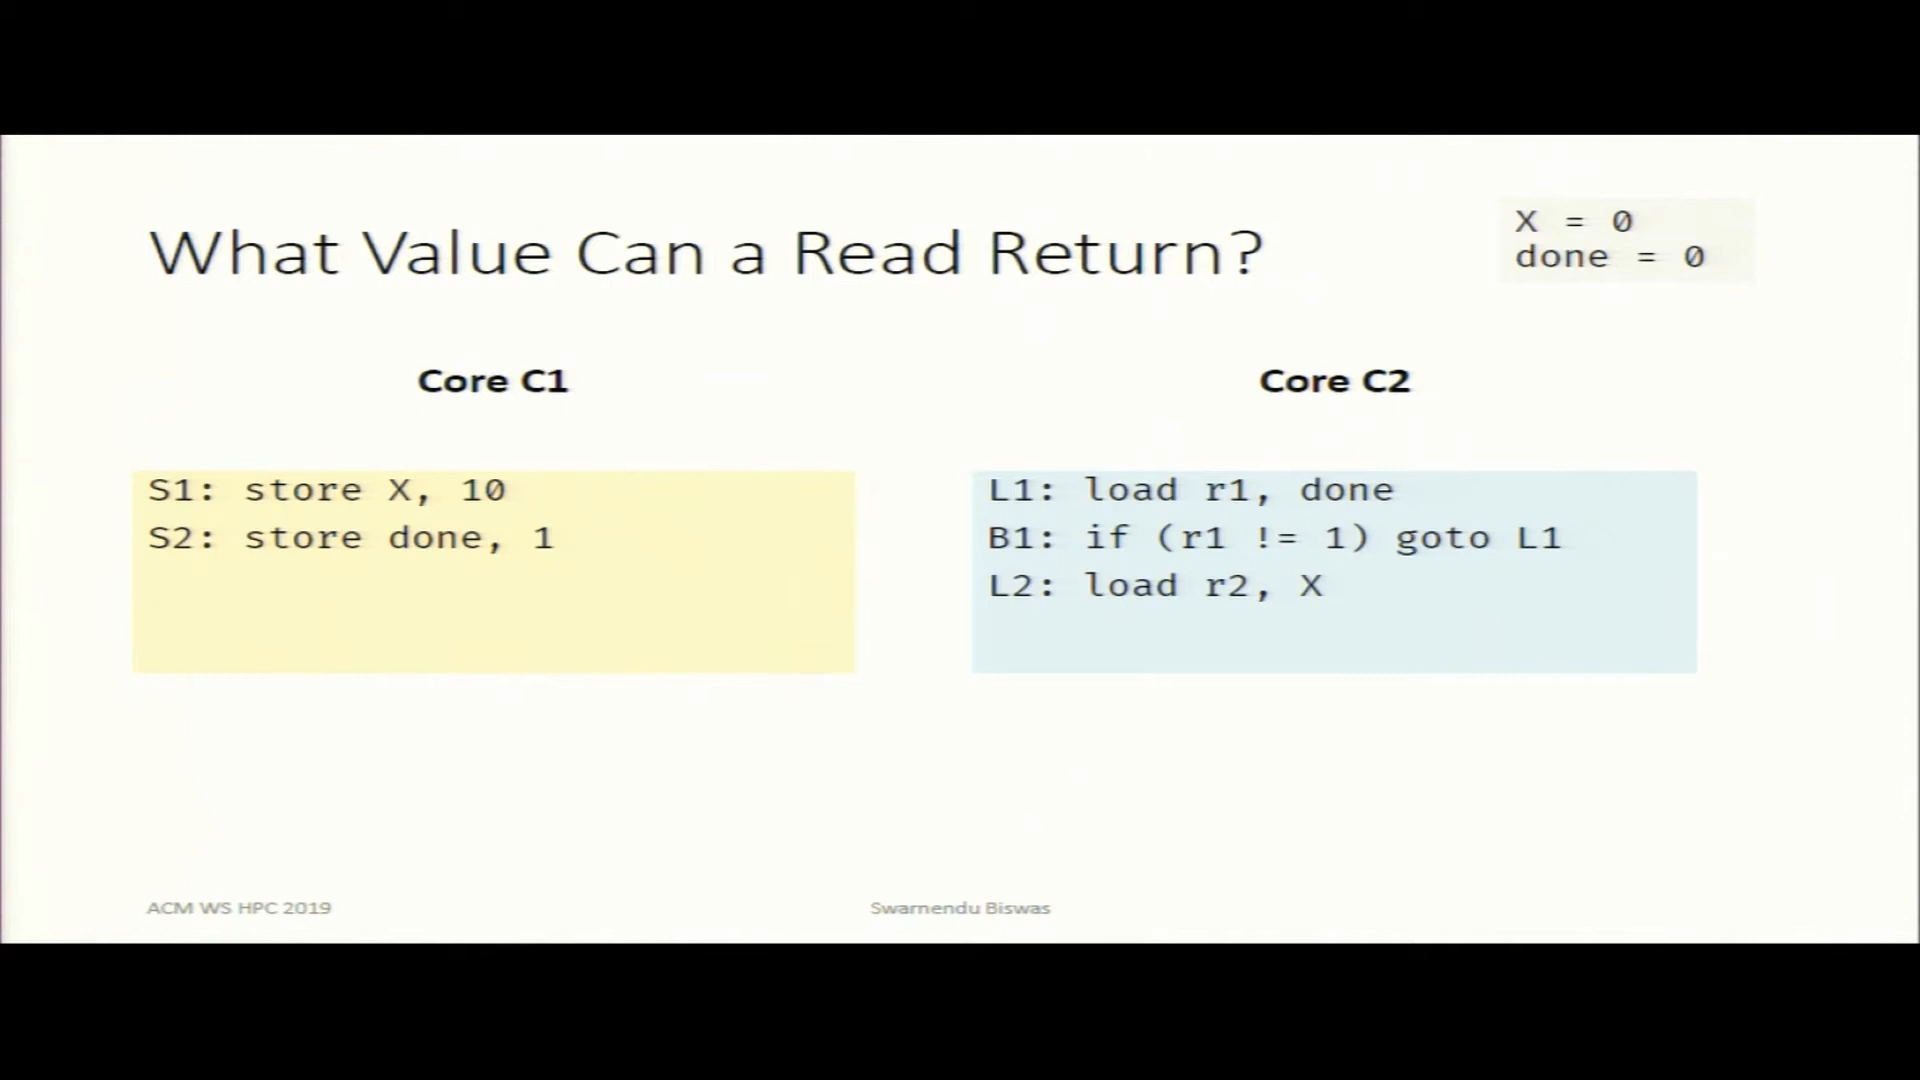 What Value Can a Read Return?
X = 0
done = 0
Core C1
Core C2
S1: store X, 10
S2: store done, 1
L1: load r1, done
B1: if (r1 != 1) goto L1
L2: load r2, X
ACM WS HPC 2019
Swarnendu Biswas